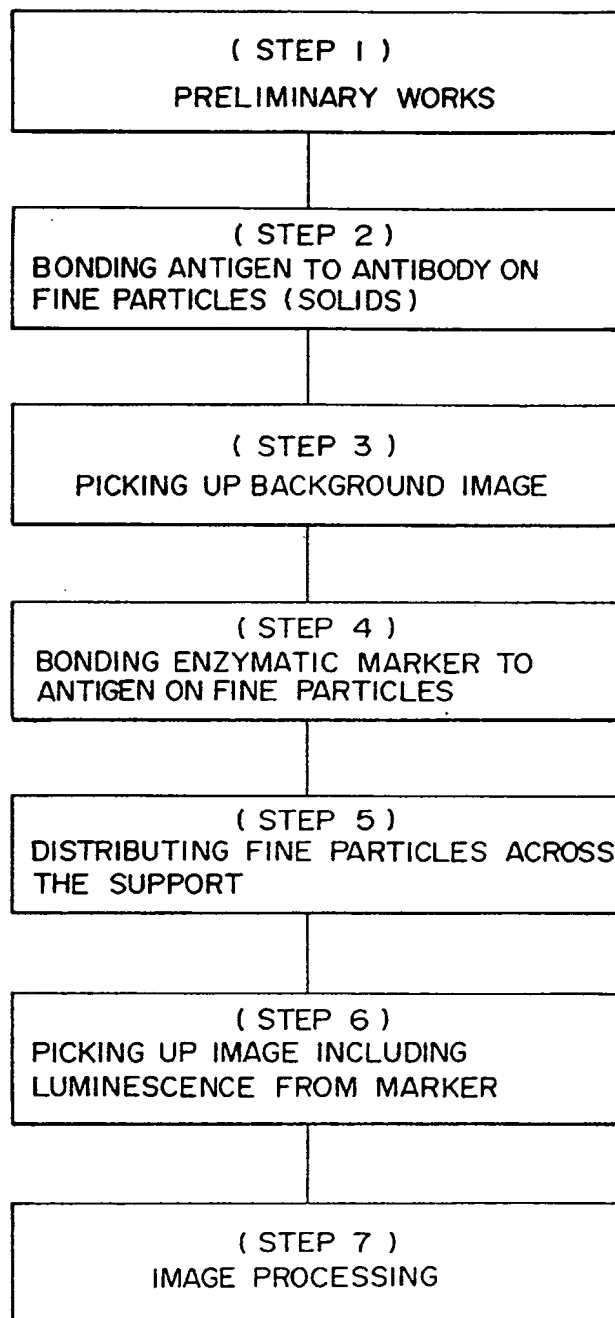 ( STEP 1 )
PRELIMINARY WORKS
( STEP 2 )
BONDING ANTIGEN TO ANTIBODY ON
FINE PARTICLES (SOLIDS)
( STEP 3 )
PICKING UP BACKGROUND IMAGE
( STEP 4 )
BONDING ENZYMATIC MARKER TO
ANTIGEN ON FINE PARTICLES
( STEP 5 )
DISTRIBUTING FINE PARTICLES ACROSS
THE SUPPORT
( STEP 6 )
PICKING UP IMAGE INCLUDING
LUMINESCENCE FROM MARKER
( STEP 7 )
IMAGE PROCESSING